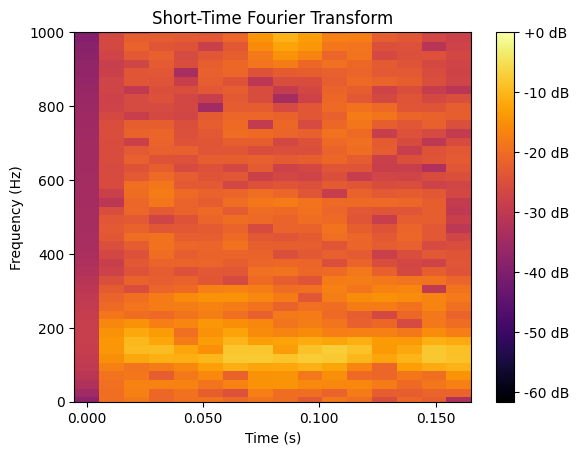 Short-Time Fourier Transform
1000
800
600
400
200
0
Frequency (Hz)
0.000
0.050
0.100
0.150
Time (s)
+0 dB
-10 dB
-20 dB
-30 dB
-40 dB
-50 dB
-60 dB